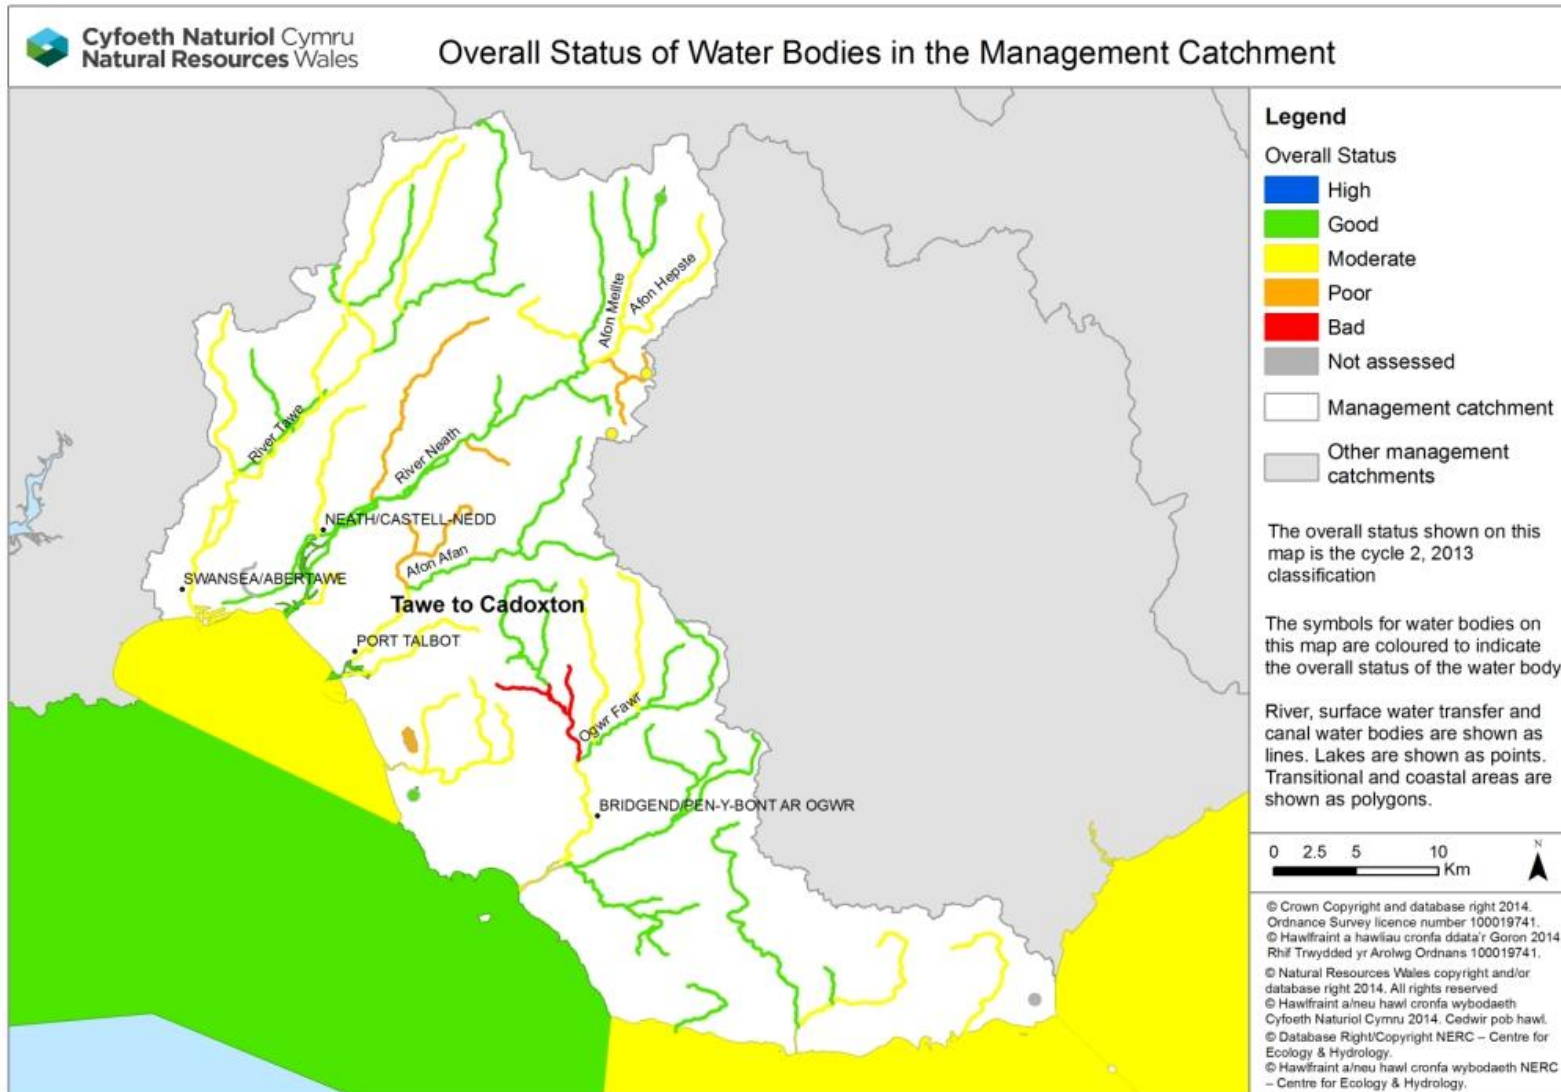 Cyfoeth Naturiol Cymru
Natural Resources Wales
Overall Status of Water Bodies in the Management Catchment
Afon Mellte
Afon Hepste
River Tawe
River Neath
NEATH/CASTELL-NEDD
Afon Afan
SWANSEA/ABERTAWE
Tawe to Cadoxton
PORT TALBOT
Ogwr Fawr
BRIDGEND/PEN-Y-BONT AR OGWR
Legend
Overall Status
High
Good
Moderate
Poor
Bad
Not assessed
Management catchment
Other management
catchments
The overall status shown on this
map is the cycle 2, 2013
classification
The symbols for water bodies on
this map are coloured to indicate
the overall status of the water body
River, surface water transfer and
canal water bodies are shown as
lines. Lakes are shown as points.
Transitional and coastal areas are
shown as polygons.
0 2.5 5 10
Km
N
© Crown Copyright and database right 2014.
Ordnance Survey licence number 100019741.
© Hawlfraint a hawliau cronfa ddata'r Goron 2014
Rhif Trwydded yr Arolwg Ordnans 100019741.
© Natural Resources Wales copyright and/or
database right 2014. All rights reserved
© Hawlfraint a/neu hawl cronfa wybodaeth
Cyfoeth Naturiol Cymru 2014. Cedwir pob hawl.
© Database Right/Copyright NERC – Centre for
Ecology & Hydrology.
© Hawlfraint a/neu hawl cronfa wybodaeth NERC
– Centre for Ecology & Hydrology.